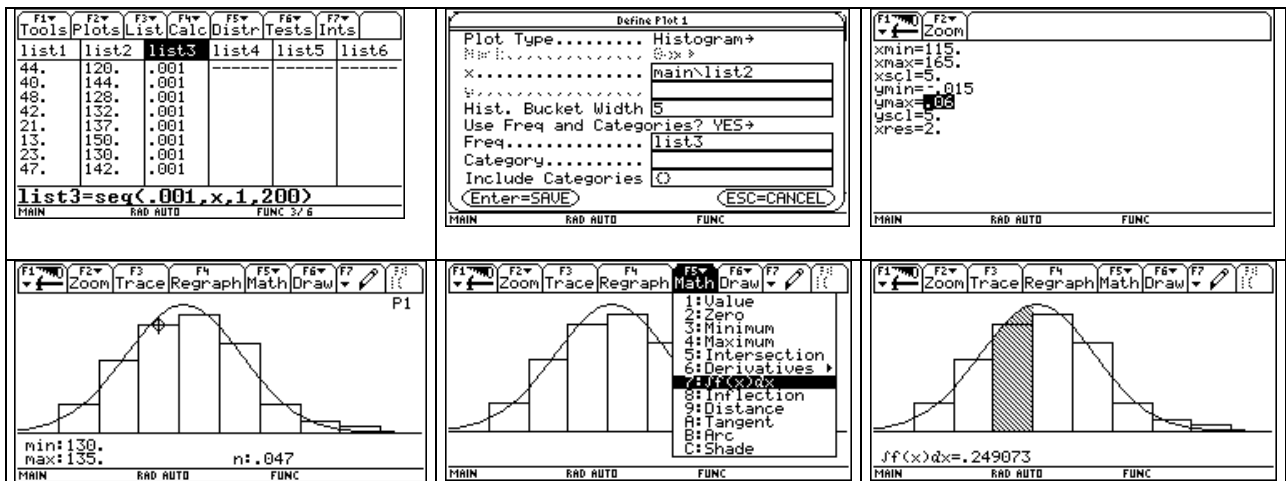 F1 F2 F3 F4 F5 F6 F7
Tools Plots List Calc Distr Tests Ints
list1 list2 list3 list4 list5 list6
44. 120. .001 ------ ------ ------
40. 144. .001
48. 128. .001
42. 132. .001
21. 137. .001
13. 150. .001
23. 130. .001
47. 142. .001
list3=seq(.001,x,1,200)
MAIN RAD AUTO FUNC 3/6
Define Plot 1
Plot Type......... Histogram→
x................. main\list2
Hist. Bucket Width 5
Use Freq and Categories? YES→
Freq.............. list3
Category..........
Include Categories {}
Enter=SAVE ESC=CANCEL
MAIN RAD AUTO FUNC
F1 F2
Zoom
xmin=115.
xmax=165.
xscl=5.
ymin=-.015
ymax=.06
yscl=5.
xres=2.
MAIN RAD AUTO FUNC
F1 F2 F3 F4 F5 F6 F7
Zoom Trace Regraph Math Draw
P1
min:130.
max:135. n:.047
MAIN RAD AUTO FUNC
F1 F2 F3 F4 F5 F6 F7
Zoom Trace Regraph Math Draw
1:Value
2:Zero
3:Minimum
4:Maximum
5:Intersection
6:Derivatives ▸
7:∫f(x)dx
8:Inflection
9:Distance
A:Tangent
B:Arc
C:Shade
MAIN RAD AUTO FUNC
F1 F2 F3 F4 F5 F6 F7
Zoom Trace Regraph Math Draw
∫f(x)dx=.249073
MAIN RAD AUTO FUNC